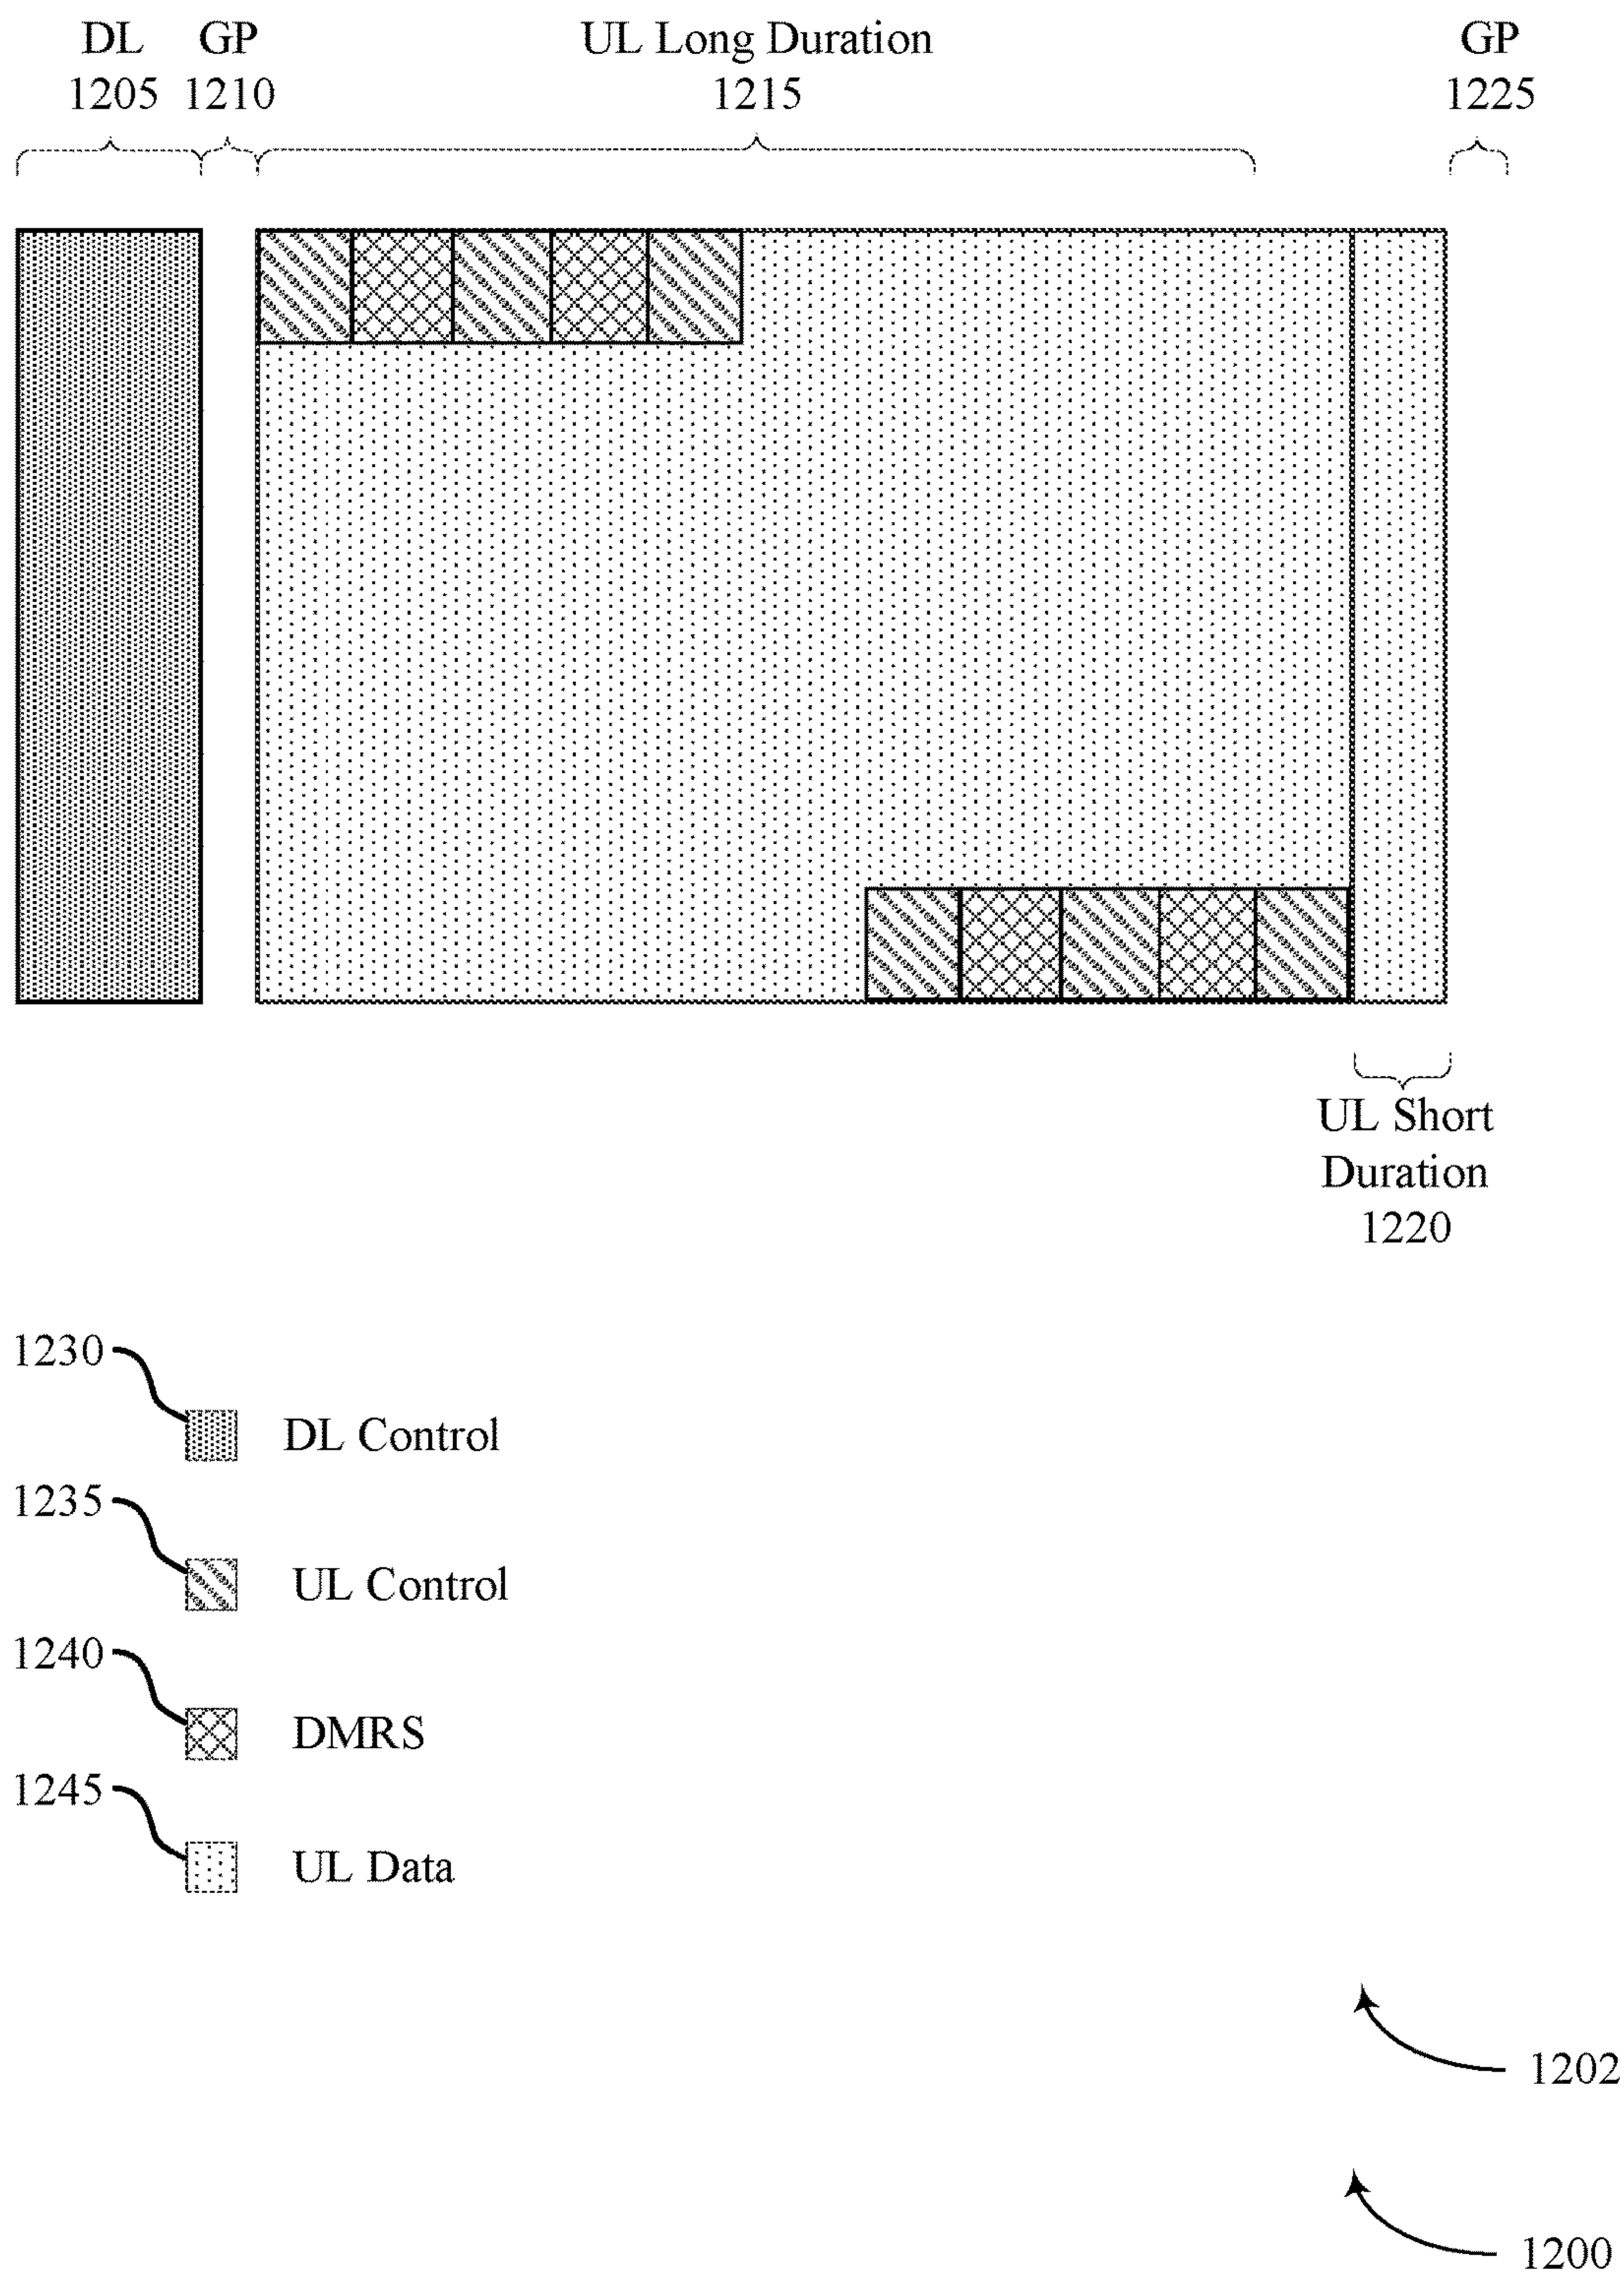 DL GP UL Long Duration GP
1205 1210 1215 1225
UL Short
Duration
1220
1230
DL Control
1235
UL Control
1240
DMRS
1245
UL Data
1202
1200